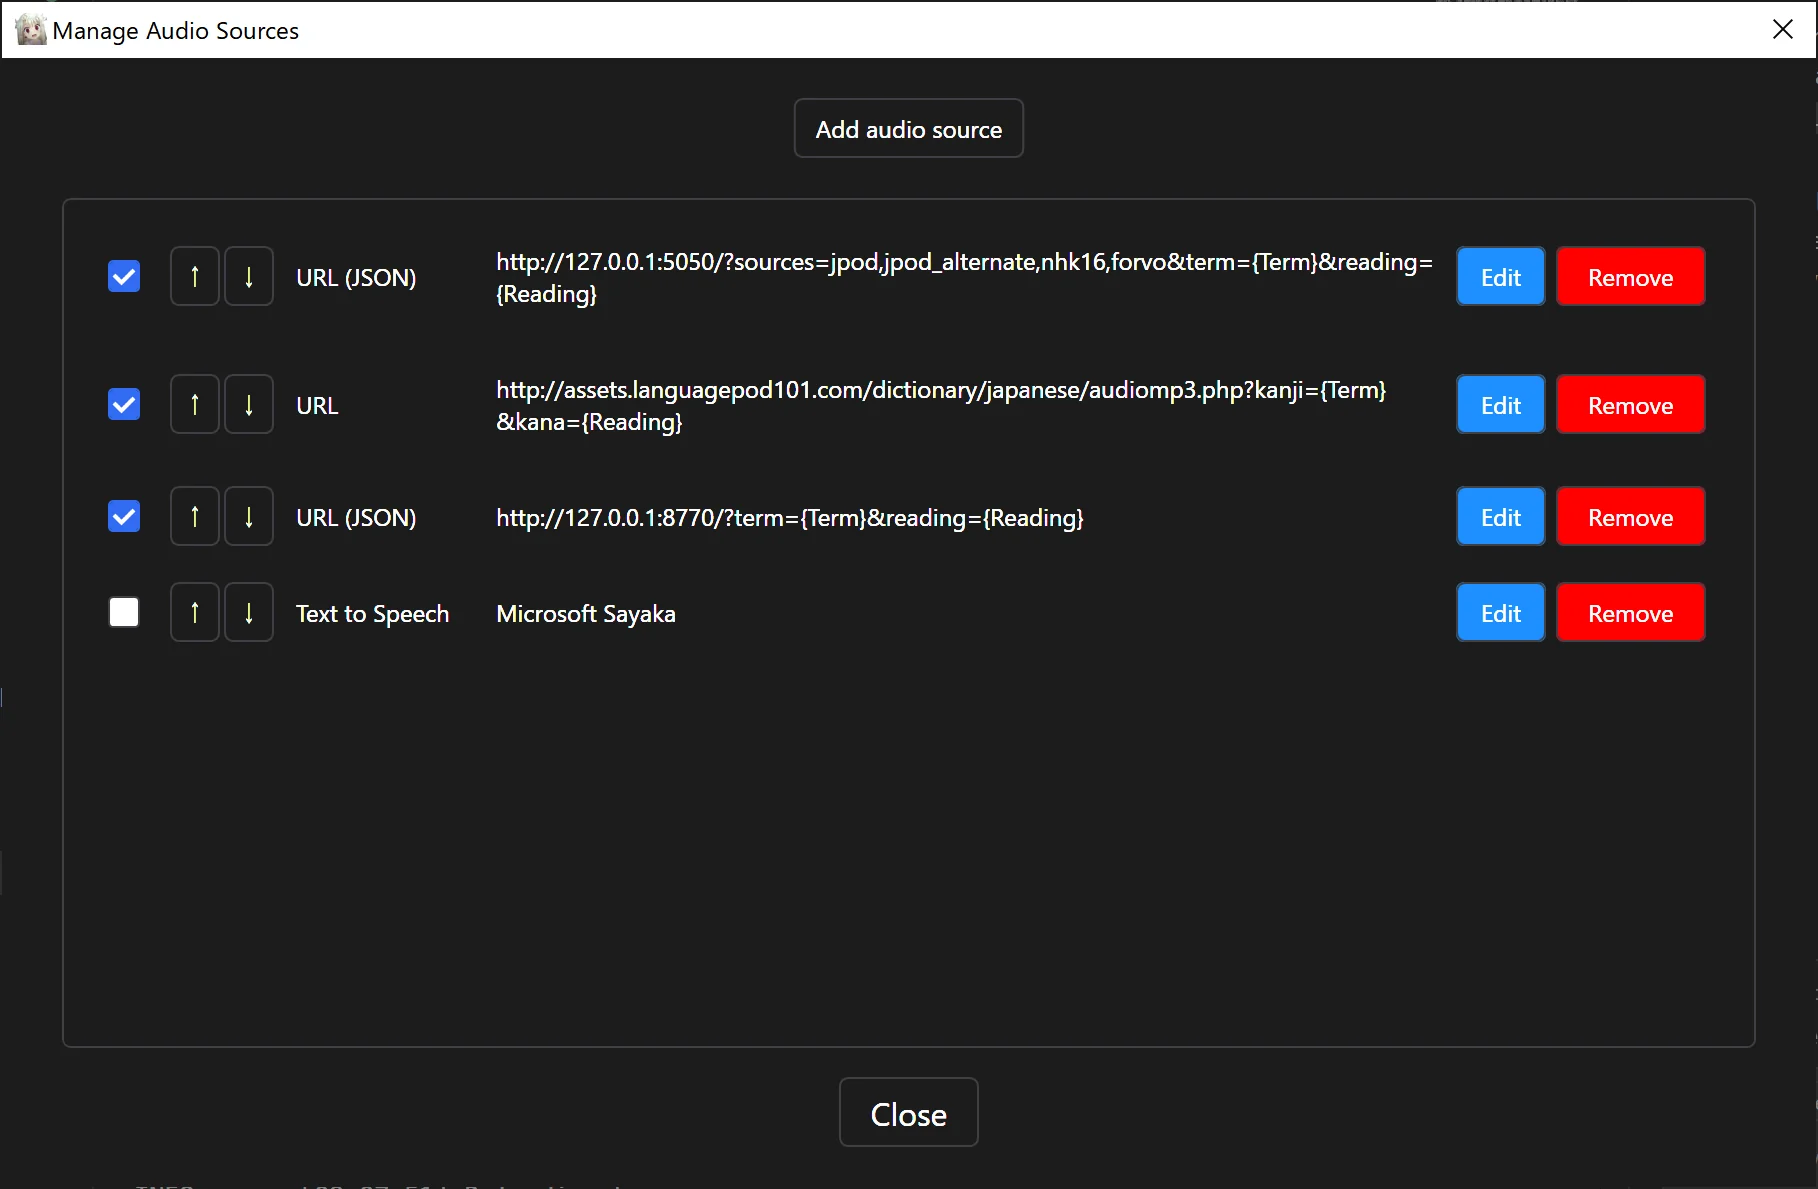 Manage Audio Sources
Add audio source
URL (JSON) http://127.0.0.1:5050/?sources=jpod,jpod_alternate,nhk16,forvo&term={Term}&reading=
{Reading} Edit Remove
URL http://assets.languagepod101.com/dictionary/japanese/audiomp3.php?kanji={Term}
&kana={Reading} Edit Remove
↑ ↓ URL (JSON) http://127.0.0.1:8770/?term={Term}&reading={Reading} Edit Remove
↑ ↓ Text to Speech Microsoft Sayaka Edit Remove
Close